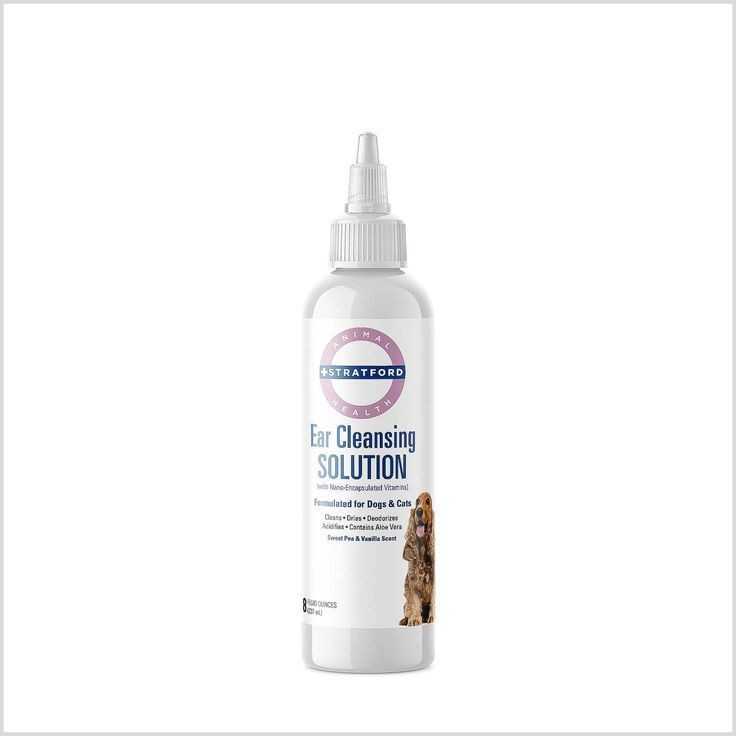 ANIMAL
+STRATFORD
HEALTH
Ear Cleansing
SOLUTION
(with Nano-Encapsulated Vitamins)
Formulated for Dogs & Cats
Cleans • Dries • Deodorizes
Acidifies • Contains Aloe Vera
Sweet Pea & Vanilla Scent
8 FLUID OUNCES
(237 mL)